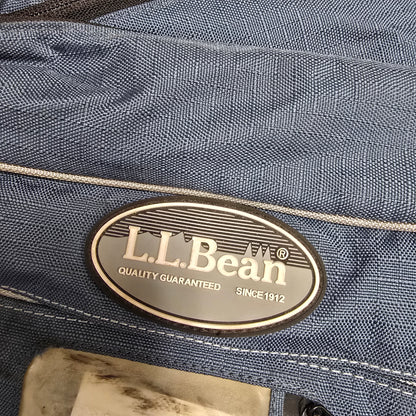 L.L.Bean®
QUALITY GUARANTEED SINCE 1912